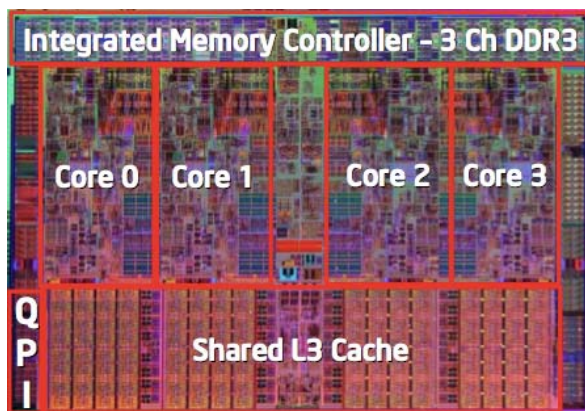 Integrated Memory Controller – 3 Ch DDR3
Core 0
Core 1
Core 2
Core 3
Q
P
I
Shared L3 Cache